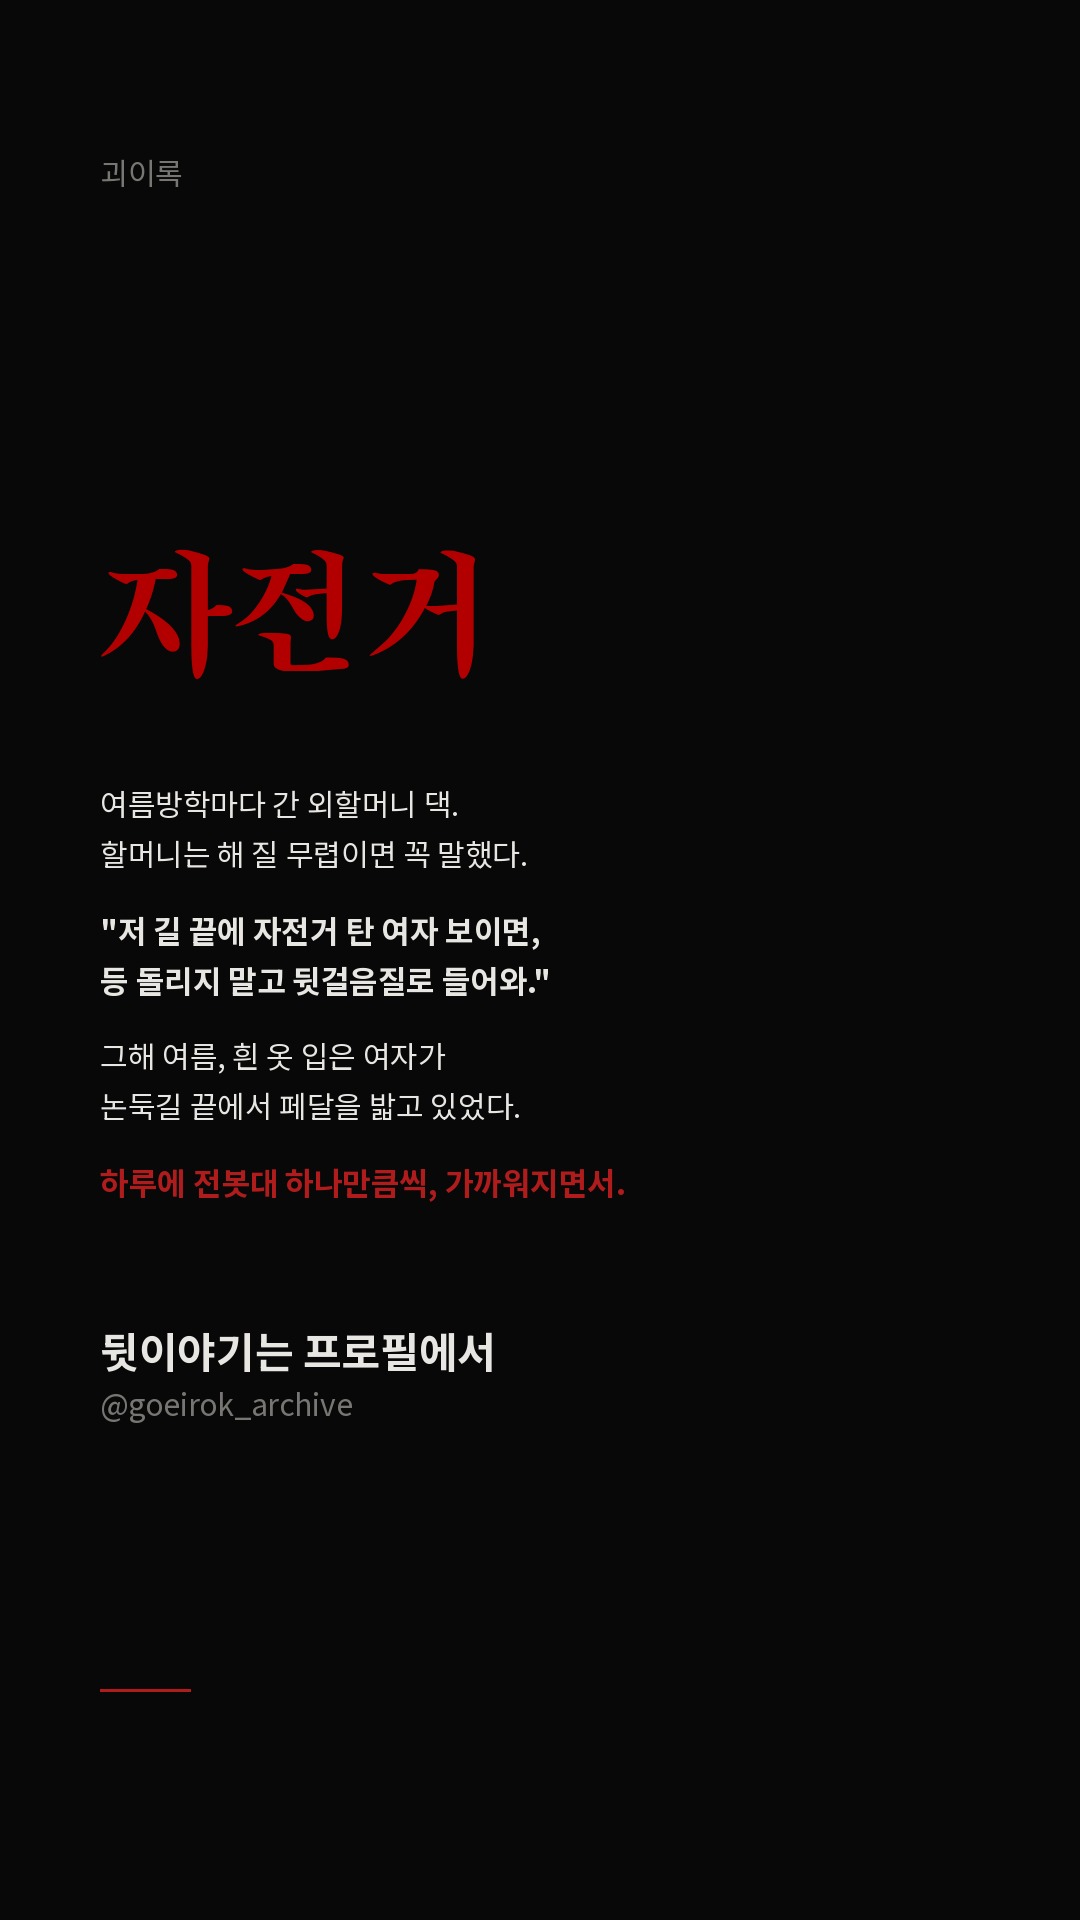 괴이록
자전거
여름방학마다 간 외할머니 댁.
할머니는 해 질 무렵이면 꼭 말했다.
"저 길 끝에 자전거 탄 여자 보이면,
등 돌리지 말고 뒷걸음질로 들어와."
그해 여름, 흰 옷 입은 여자가
논둑길 끝에서 페달을 밟고 있었다.
하루에 전봇대 하나만큼씩, 가까워지면서.
뒷이야기는 프로필에서
@goeirok_archive